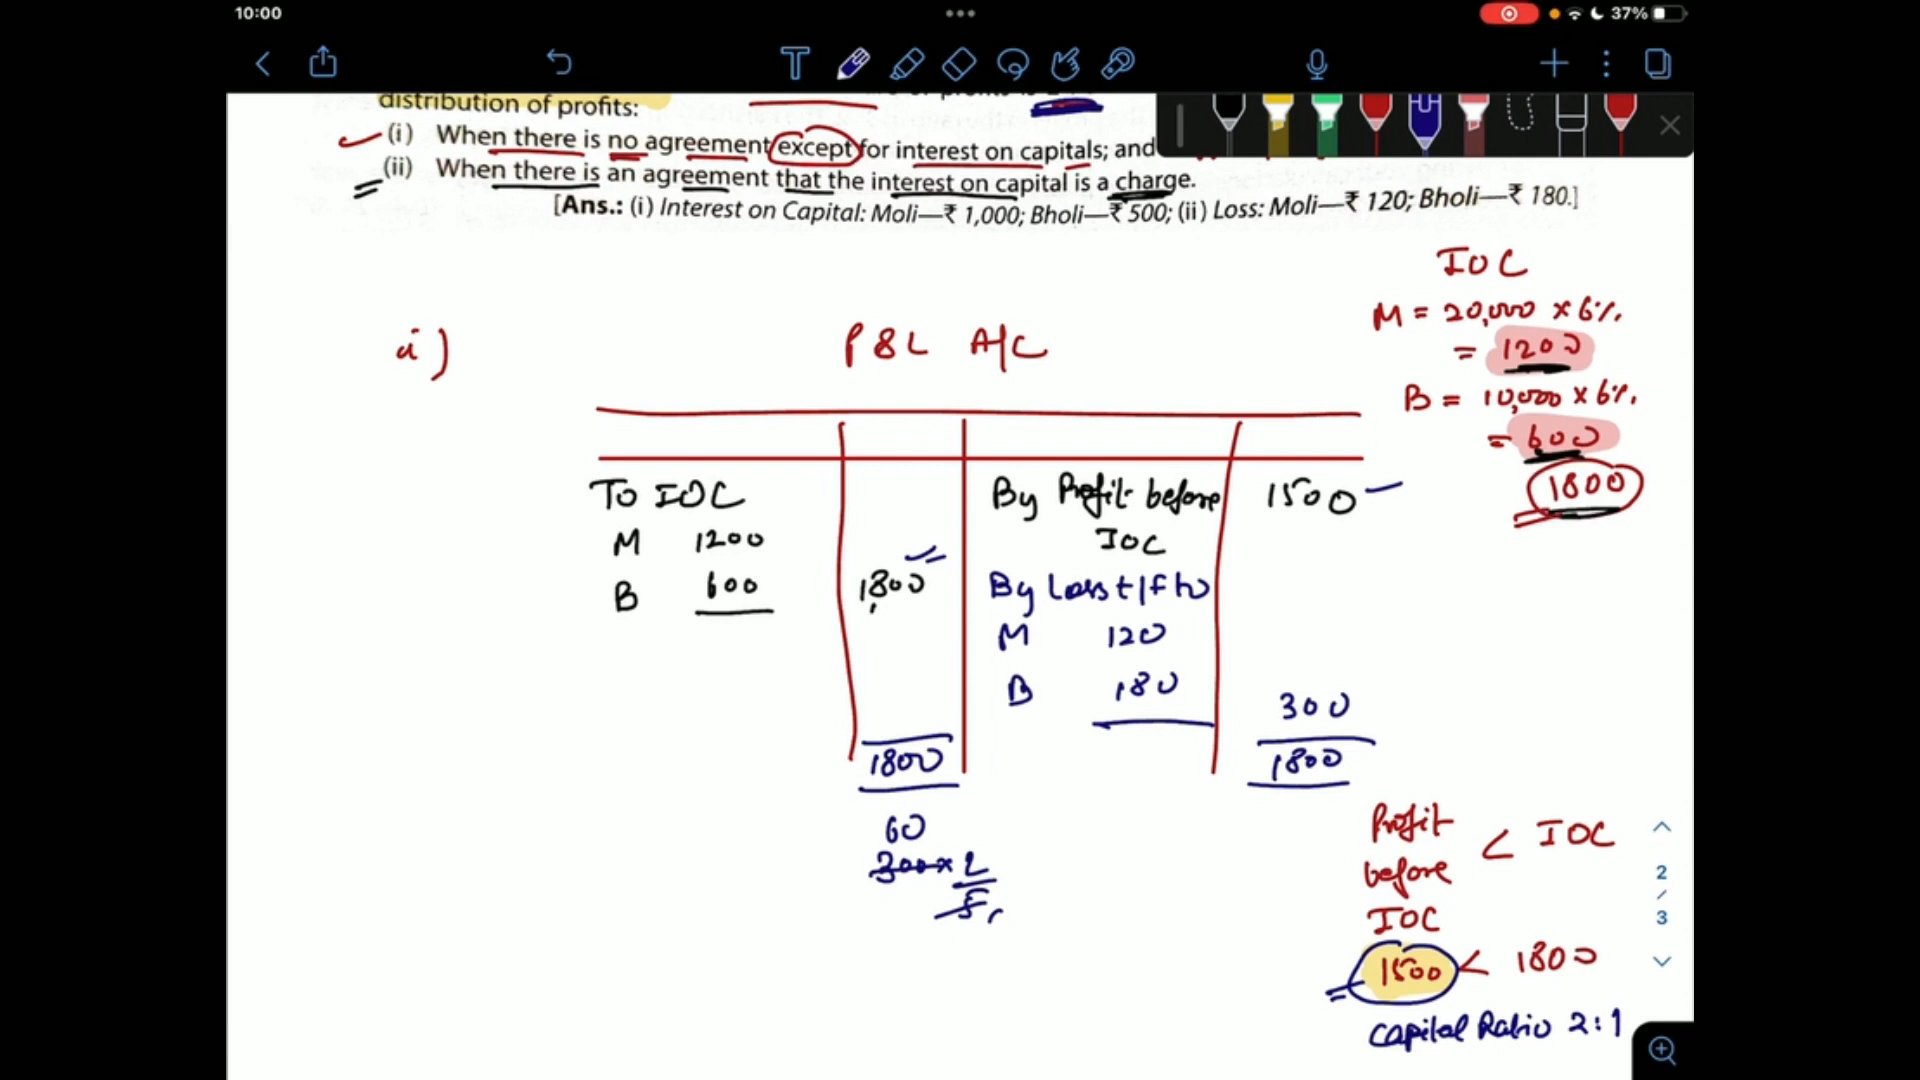 10:00
37%
distribution of profits:
(i) When there is no agreement except for interest on capitals; and
(ii) When there is an agreement that the interest on capital is a charge.
[Ans.: (i) Interest on Capital: Moli—₹ 1,000; Bholi—₹ 500; (ii) Loss: Moli—₹ 120; Bholi—₹ 180.]
IOC
M = 20,000 x 6%
= 1200
B = 10,000 x 6%
= 600
1800
ii)
P & L A/C
To IOC
M 1200
B 600 1800
1800
By Profit before 1500
IOC
By Loss t/f to
M 120
B 180
300
1800
60
300 x 2
5
Profit
before
IOC < IOC
1500 < 1800
Capital Ratio 2:1
2
/
3